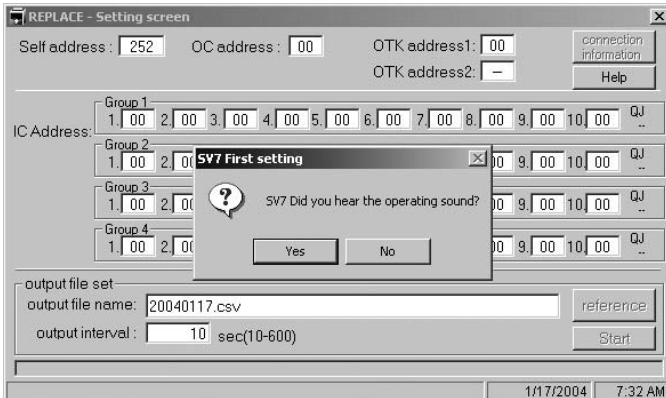 REPLACE - Setting screen
Self address : 252 OC address : 00 OTK address1: 00 connection information
OTK address2: - Help
Group 1
IC Address: 1. 00 2. 00 3. 00 4. 00 5. 00 6. 00 7. 00 8. 00 9. 00 10. 00 QJ --
Group 2
1. 00 2. 00 9. 00 10. 00 QJ --
SV7 First setting
Group 3
1. 00 2. 00 SV7 Did you hear the operating sound? 9. 00 10. 00 QJ --
Group 4
1. 00 2. 00 Yes No 9. 00 10. 00 QJ --
output file set
output file name: 20040117.csv reference
output interval : 10 sec(10-600) Start
1/17/2004 7:32 AM